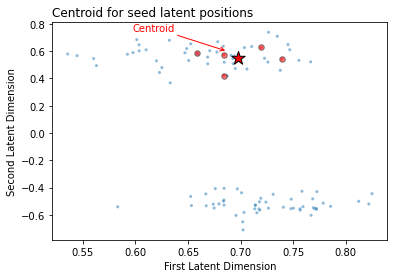 Centroid for seed latent positions
Centroid
Second Latent Dimension
0.8
0.6
0.4
0.2
0.0
−0.2
−0.4
−0.6
0.55 0.60 0.65 0.70 0.75 0.80
First Latent Dimension